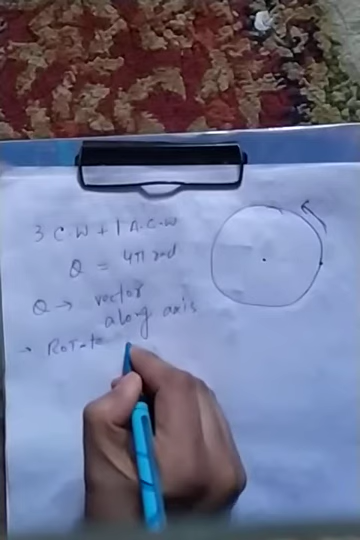 3 C.W + 1 A.C.W
Q = 4π rad
Q → vector
along axis
→ Rotate